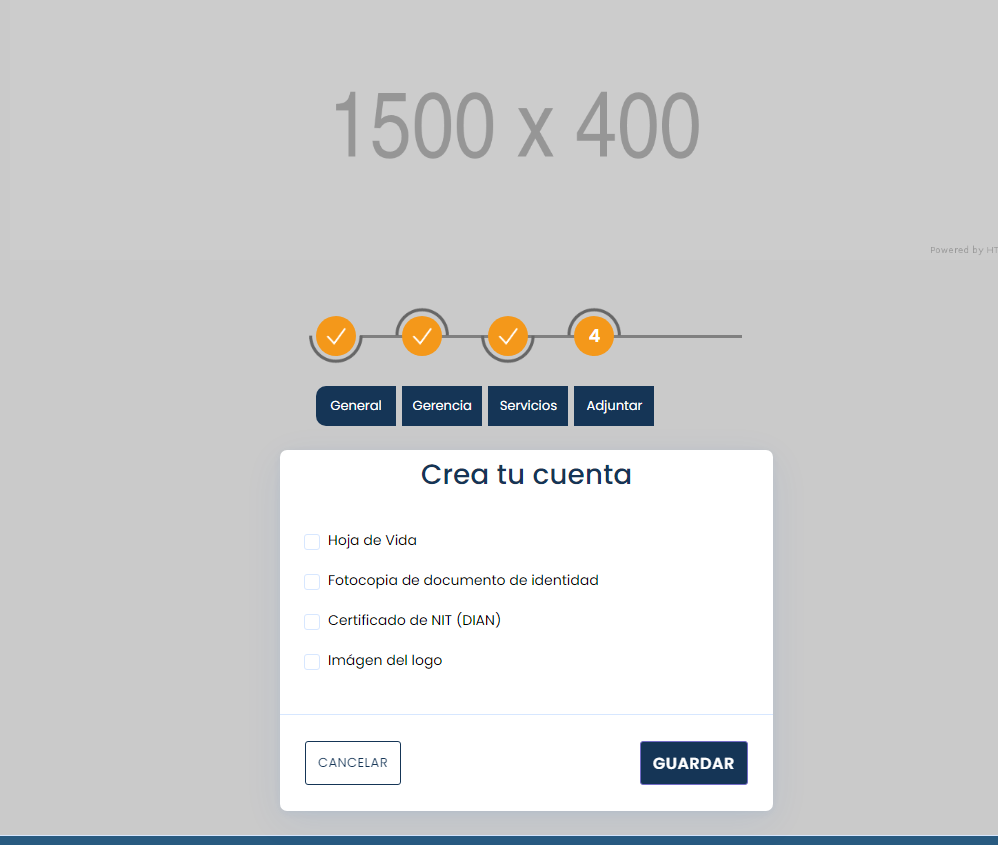 1500 x 400
Powered by HT
4
General Gerencia Servicios Adjuntar
Crea tu cuenta
Hoja de Vida
Fotocopia de documento de identidad
Certificado de NIT (DIAN)
Imágen del logo
CANCELAR GUARDAR